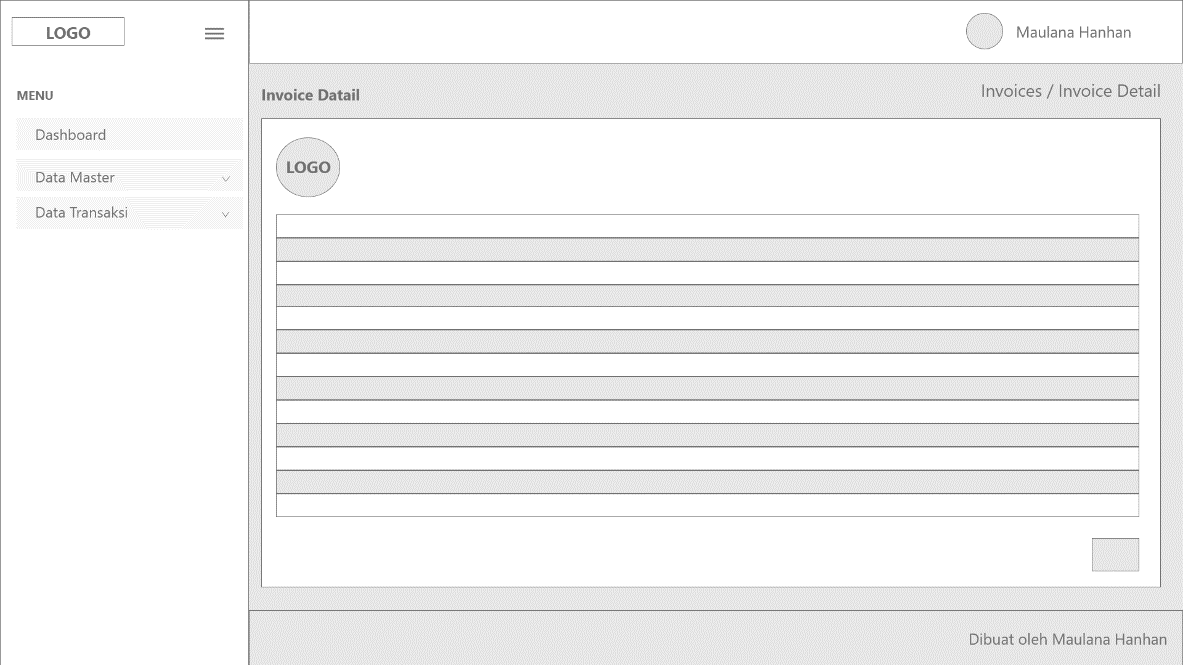 LOGO
Maulana Hanhan
MENU
Dashboard
Data Master
Data Transaksi
Invoice Datail
Invoices / Invoice Detail
LOGO
Dibuat oleh Maulana Hanhan